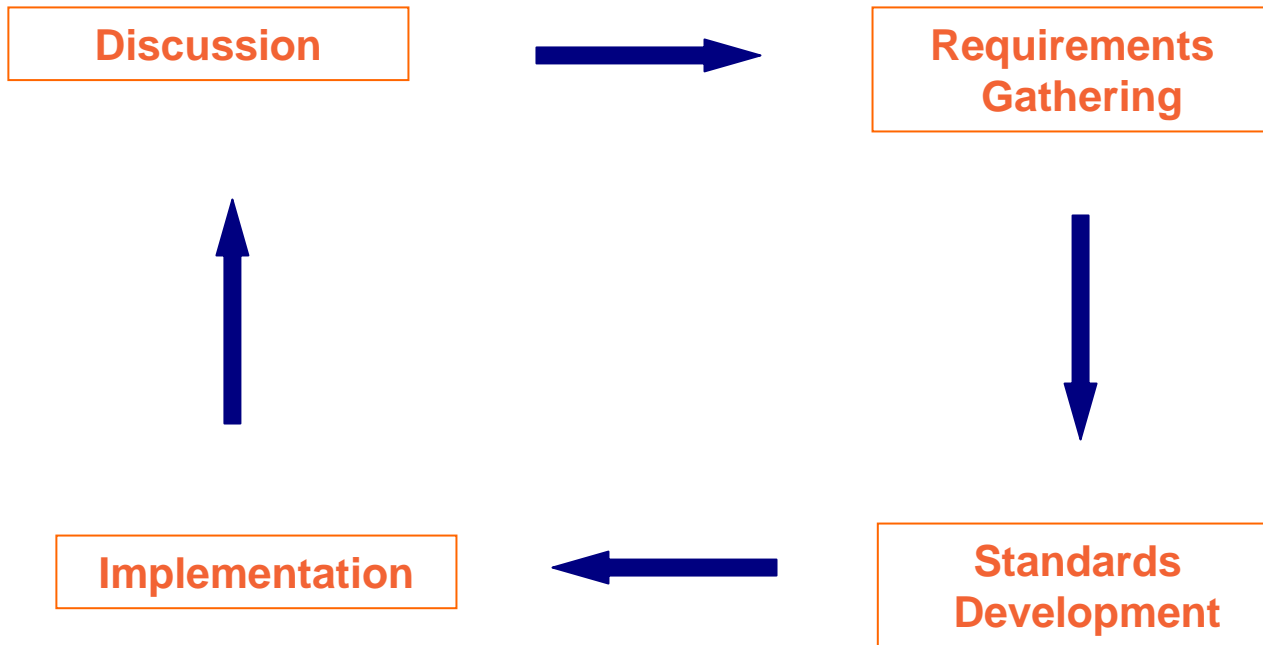 Discussion
Requirements
Gathering
Implementation
Standards
Development